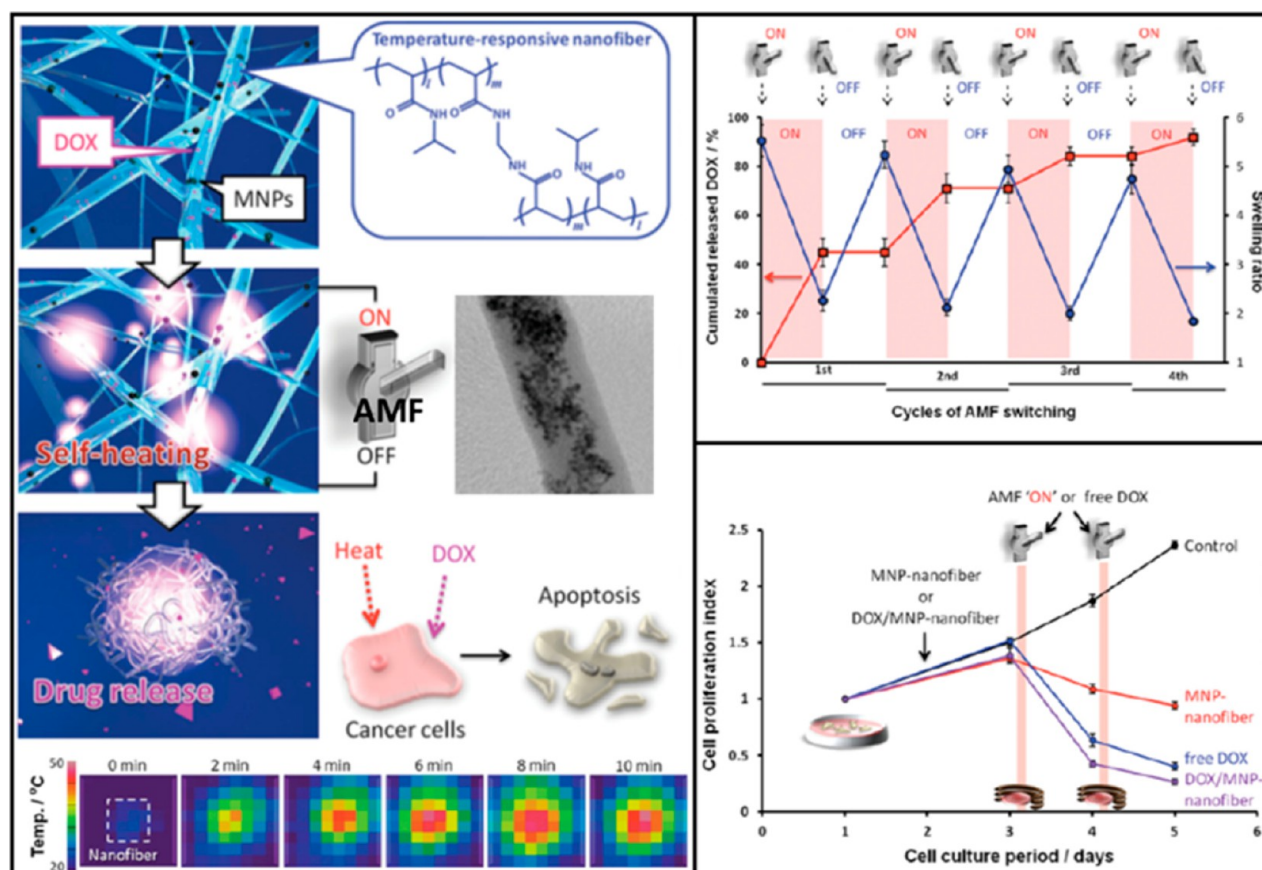 Temperature-responsive nanofiber
l
m
O
NH
O
NH
NH
O
NH
O
m
l
DOX
MNPs
ON
AMF
OFF
Self-heating
Drug release
Heat
DOX
Apoptosis
Cancer cells
Temp. / °C
50
20
0 min
2 min
4 min
6 min
8 min
10 min
Nanofiber
ON
ON
ON
ON
OFF
OFF
OFF
OFF
ON
OFF
ON
OFF
ON
OFF
ON
Cumulated released DOX / %
100
80
60
40
20
0
Swelling ratio
6
5
4
3
2
1
1st
2nd
3rd
4th
Cycles of AMF switching
AMF 'ON' or free DOX
Cell proliferation index
2.5
2
1.5
1
0.5
0
MNP-nanofiber
or
DOX/MNP-nanofiber
Control
MNP-
nanofiber
free DOX
DOX/MNP-
nanofiber
0
1
2
3
4
5
6
Cell culture period / days